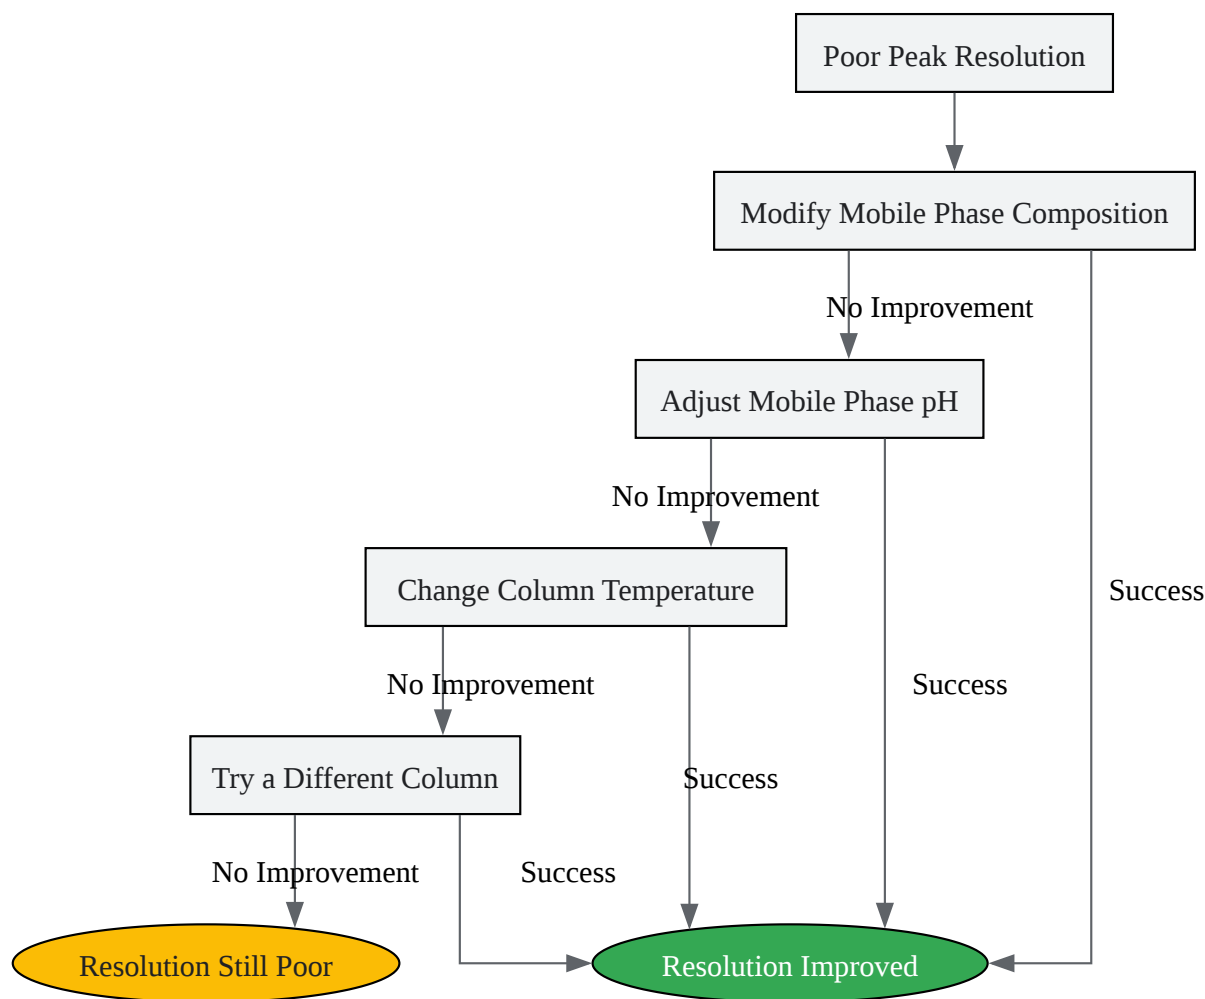 Poor Peak Resolution
Modify Mobile Phase Composition
No Improvement
Adjust Mobile Phase pH
No Improvement
Change Column Temperature
Success
No Improvement
Success
Try a Different Column
Success
No Improvement
Success
Resolution Still Poor
Resolution Improved